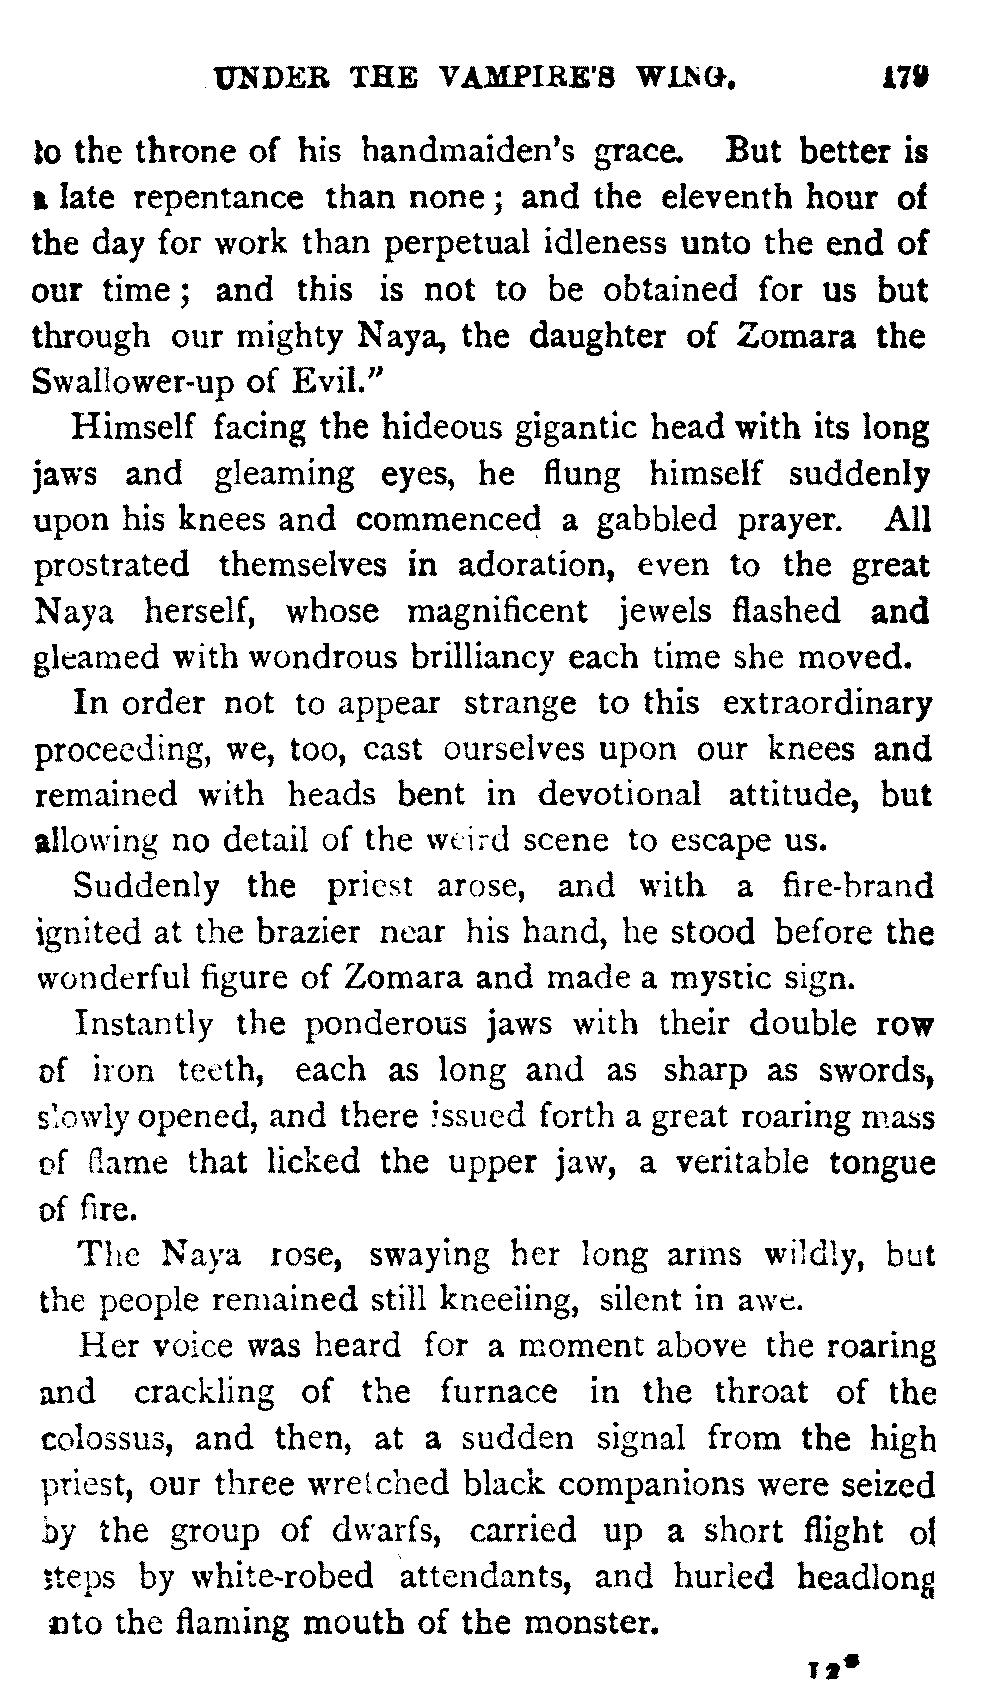 UNDER THE VAMPIRE'S WING. 179
to the throne of his handmaiden's grace. But better is
a late repentance than none; and the eleventh hour of
the day for work than perpetual idleness unto the end of
our time; and this is not to be obtained for us but
through our mighty Naya, the daughter of Zomara the
Swallower-up of Evil."
Himself facing the hideous gigantic head with its long
jaws and gleaming eyes, he flung himself suddenly
upon his knees and commenced a gabbled prayer. All
prostrated themselves in adoration, even to the great
Naya herself, whose magnificent jewels flashed and
gleamed with wondrous brilliancy each time she moved.
In order not to appear strange to this extraordinary
proceeding, we, too, cast ourselves upon our knees and
remained with heads bent in devotional attitude, but
allowing no detail of the weird scene to escape us.
Suddenly the priest arose, and with a fire-brand
ignited at the brazier near his hand, he stood before the
wonderful figure of Zomara and made a mystic sign.
Instantly the ponderous jaws with their double row
of iron teeth, each as long and as sharp as swords,
slowly opened, and there issued forth a great roaring mass
of flame that licked the upper jaw, a veritable tongue
of fire.
The Naya rose, swaying her long arms wildly, but
the people remained still kneeling, silent in awe.
Her voice was heard for a moment above the roaring
and crackling of the furnace in the throat of the
colossus, and then, at a sudden signal from the high
priest, our three wretched black companions were seized
by the group of dwarfs, carried up a short flight of
steps by white-robed attendants, and hurled headlong
nto the flaming mouth of the monster.
12*